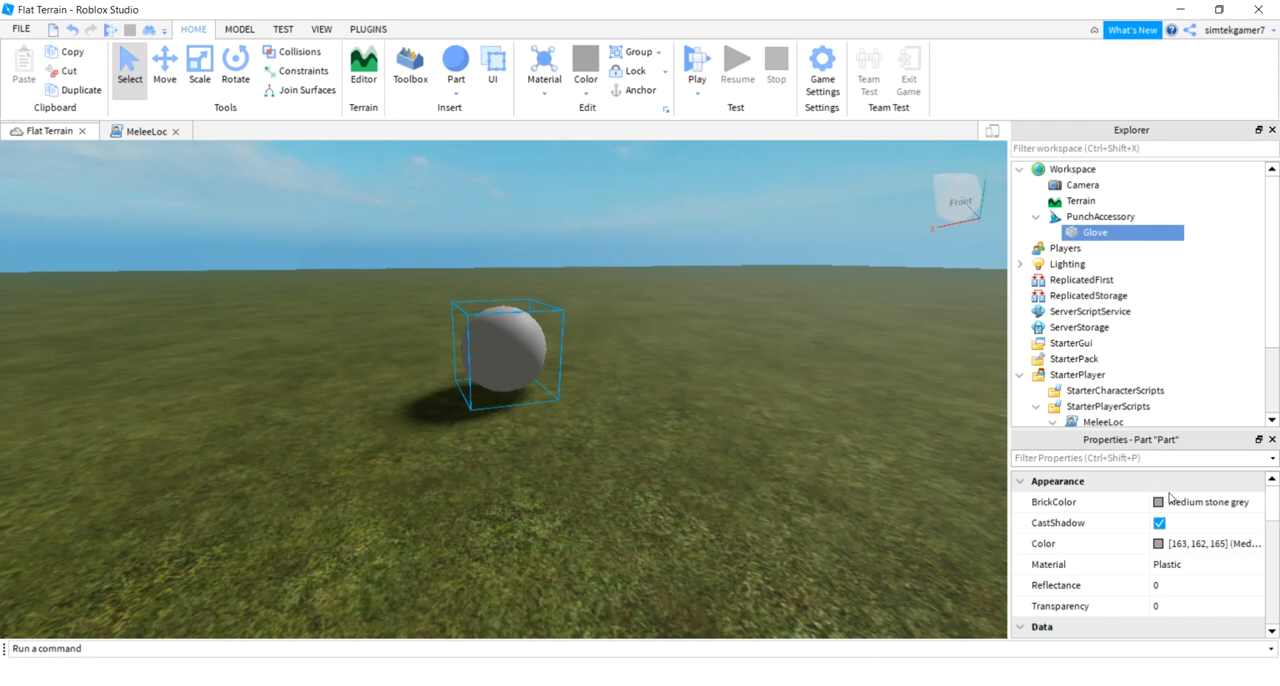 Flat Terrain - Roblox Studio
FILE HOME MODEL TEST VIEW PLUGINS What's New simtekgamer7
Paste Copy Cut Duplicate Clipboard
Select Move Scale Rotate Collisions Constraints Join Surfaces Tools
Editor Terrain
Toolbox Part UI Insert
Material Color Group Lock Anchor Edit
Play Resume Stop Test
Game Settings Settings
Team Test Exit Game Team Test
Flat Terrain MeleeLoc
Front
X
Explorer
Filter workspace (Ctrl+Shift+X)
Workspace
Camera
Terrain
PunchAccessory
Glove
Players
Lighting
ReplicatedFirst
ReplicatedStorage
ServerScriptService
ServerStorage
StarterGui
StarterPack
StarterPlayer
StarterCharacterScripts
StarterPlayerScripts
MeleeLoc
Properties - Part "Part"
Filter Properties (Ctrl+Shift+P)
Appearance
BrickColor Medium stone grey
CastShadow
Color [163, 162, 165] (Med...
Material Plastic
Reflectance 0
Transparency 0
Data
Run a command